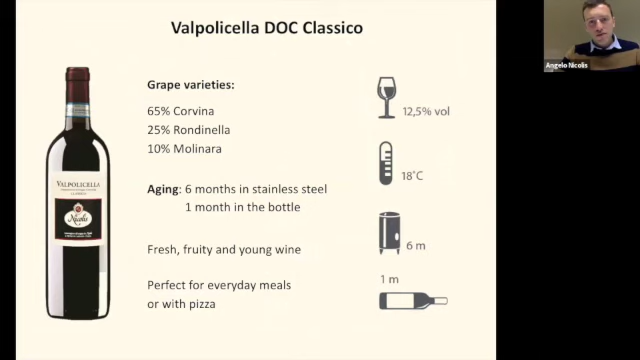 Valpolicella DOC Classico
Angelo Nicolis
Grape varieties:
65% Corvina
25% Rondinella
10% Molinara
Aging: 6 months in stainless steel
1 month in the bottle
Fresh, fruity and young wine
Perfect for everyday meals
or with pizza
12,5% vol
18°C
6 m
1 m
VALPOLICELLA
Nicolis